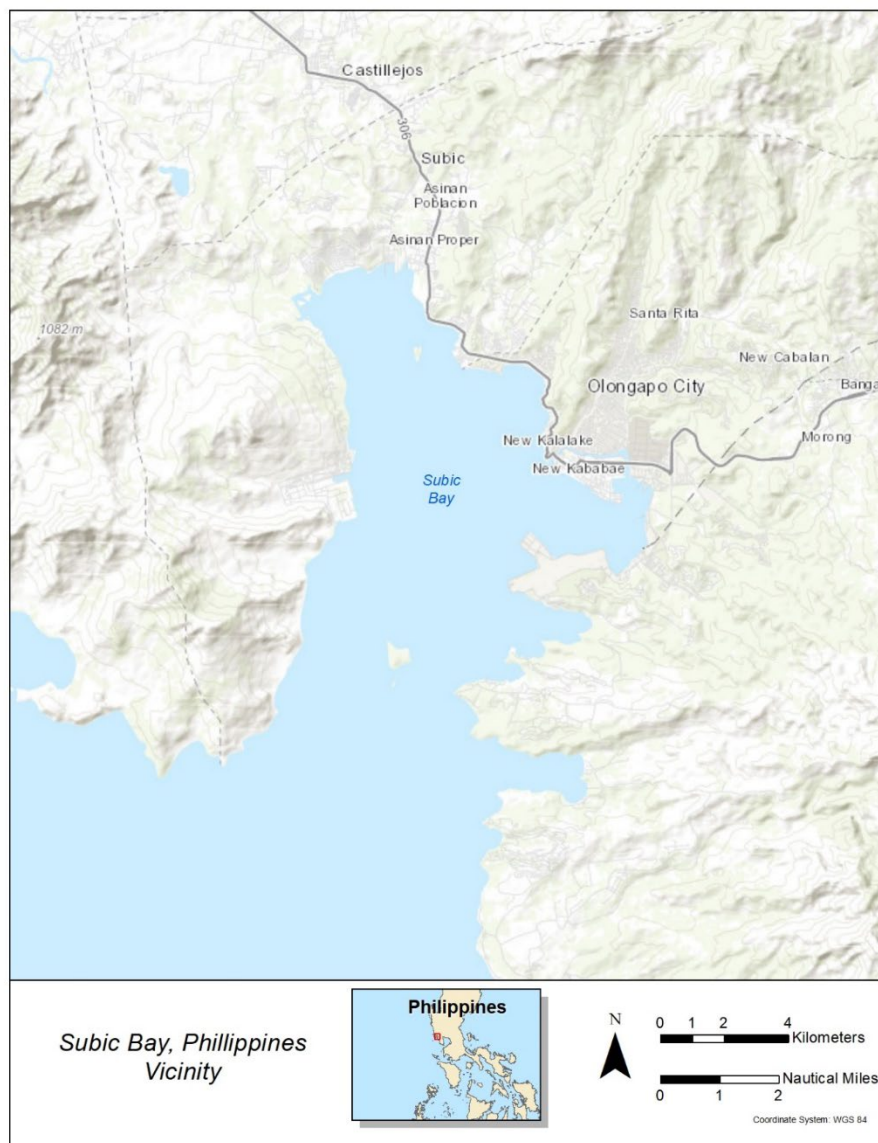 Castillejos
306
Subic
Asinan
Poblacion
Asinan Proper
1082 m
Santa Rita
New Cabalan
Olongapo City
Banga
Morong
New Kalalake
New Kababae
Subic
Bay
Subic Bay, Phillippines
Vicinity
Philippines
N
0 1 2 4
Kilometers
Nautical Miles
0 1 2
Coordinate System: WGS 84